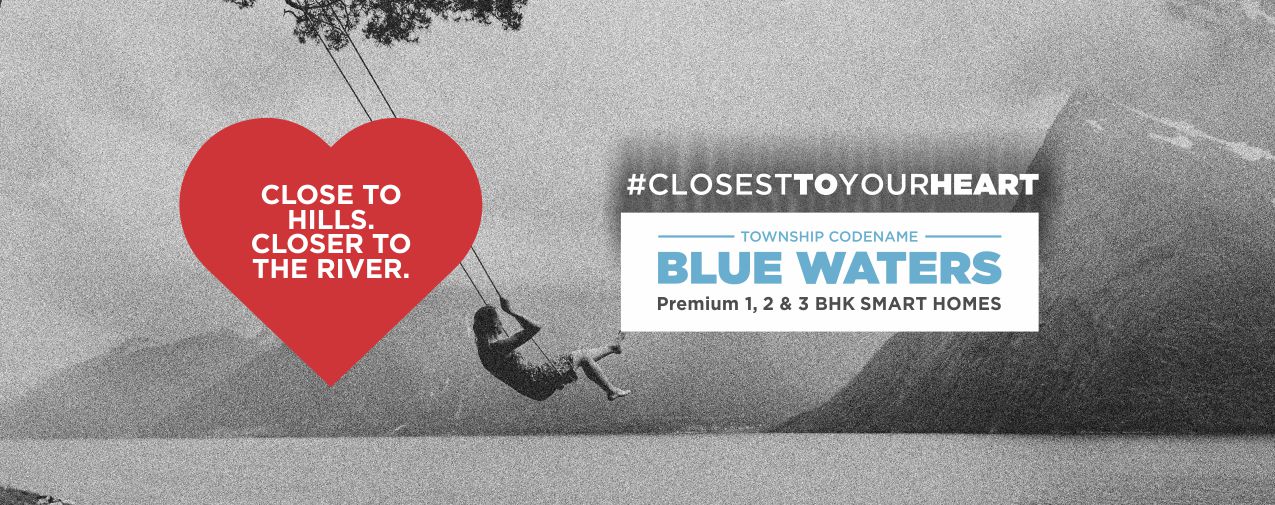 CLOSE TO
HILLS.
CLOSER TO
THE RIVER.
#CLOSESTTOYOURHEART
TOWNSHIP CODENAME
BLUE WATERS
Premium 1, 2 & 3 BHK SMART HOMES